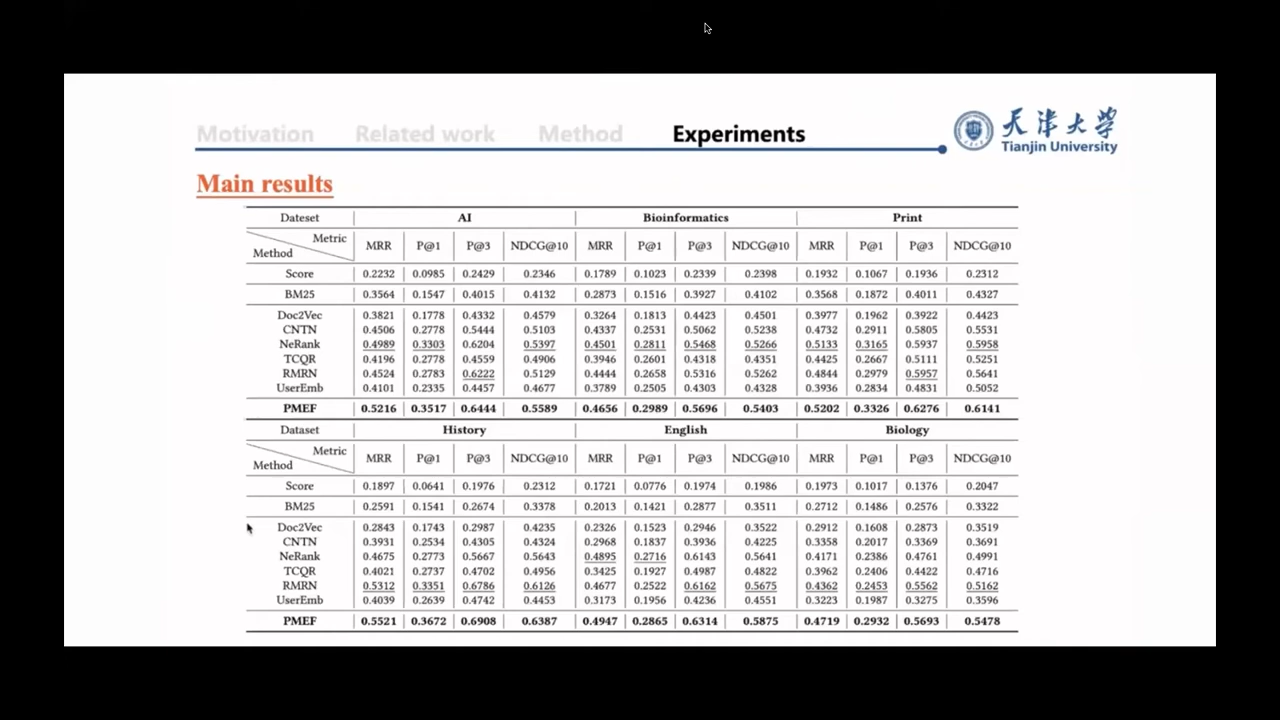 Motivation Related work Method Experiments
天津大学
Tianjin University
Main results
Dateset AI Bioinformatics Print
Metric
Method MRR P@1 P@3 NDCG@10 MRR P@1 P@3 NDCG@10 MRR P@1 P@3 NDCG@10
Score 0.2232 0.0985 0.2429 0.2346 0.1789 0.1023 0.2339 0.2398 0.1932 0.1067 0.1936 0.2312
BM25 0.3564 0.1547 0.4015 0.4132 0.2873 0.1516 0.3927 0.4102 0.3568 0.1872 0.4011 0.4327
Doc2Vec 0.3821 0.1778 0.4332 0.4579 0.3264 0.1813 0.4423 0.4501 0.3977 0.1962 0.3922 0.4423
CNTN 0.4506 0.2778 0.5444 0.5103 0.4337 0.2531 0.5062 0.5238 0.4732 0.2911 0.5805 0.5531
NeRank 0.4989 0.3303 0.6204 0.5397 0.4501 0.2811 0.5468 0.5266 0.5133 0.3165 0.5937 0.5958
TCQR 0.4196 0.2778 0.4559 0.4906 0.3946 0.2601 0.4318 0.4351 0.4425 0.2667 0.5111 0.5251
RMRN 0.4524 0.2783 0.6222 0.5129 0.4444 0.2658 0.5316 0.5262 0.4844 0.2979 0.5957 0.5641
UserEmb 0.4101 0.2335 0.4457 0.4677 0.3789 0.2505 0.4303 0.4328 0.3936 0.2834 0.4831 0.5052
PMEF 0.5216 0.3517 0.6444 0.5589 0.4656 0.2989 0.5696 0.5403 0.5202 0.3326 0.6276 0.6141
Dataset History English Biology
Metric
Method MRR P@1 P@3 NDCG@10 MRR P@1 P@3 NDCG@10 MRR P@1 P@3 NDCG@10
Score 0.1897 0.0641 0.1976 0.2312 0.1721 0.0776 0.1974 0.1986 0.1973 0.1017 0.1376 0.2047
BM25 0.2591 0.1541 0.2674 0.3378 0.2013 0.1421 0.2877 0.3511 0.2712 0.1486 0.2576 0.3322
Doc2Vec 0.2843 0.1743 0.2987 0.4235 0.2326 0.1523 0.2946 0.3522 0.2912 0.1608 0.2873 0.3519
CNTN 0.3931 0.2534 0.4305 0.4324 0.2968 0.1837 0.3936 0.4225 0.3358 0.2017 0.3369 0.3691
NeRank 0.4675 0.2773 0.5667 0.5643 0.4895 0.2716 0.6143 0.5641 0.4171 0.2386 0.4761 0.4991
TCQR 0.4021 0.2737 0.4702 0.4956 0.3425 0.1927 0.4987 0.4822 0.3962 0.2406 0.4422 0.4716
RMRN 0.5312 0.3351 0.6786 0.6126 0.4677 0.2522 0.6162 0.5675 0.4362 0.2453 0.5562 0.5162
UserEmb 0.4039 0.2639 0.4742 0.4453 0.3173 0.1956 0.4236 0.4551 0.3223 0.1987 0.3275 0.3596
PMEF 0.5521 0.3672 0.6908 0.6387 0.4947 0.2865 0.6314 0.5875 0.4719 0.2932 0.5693 0.5478